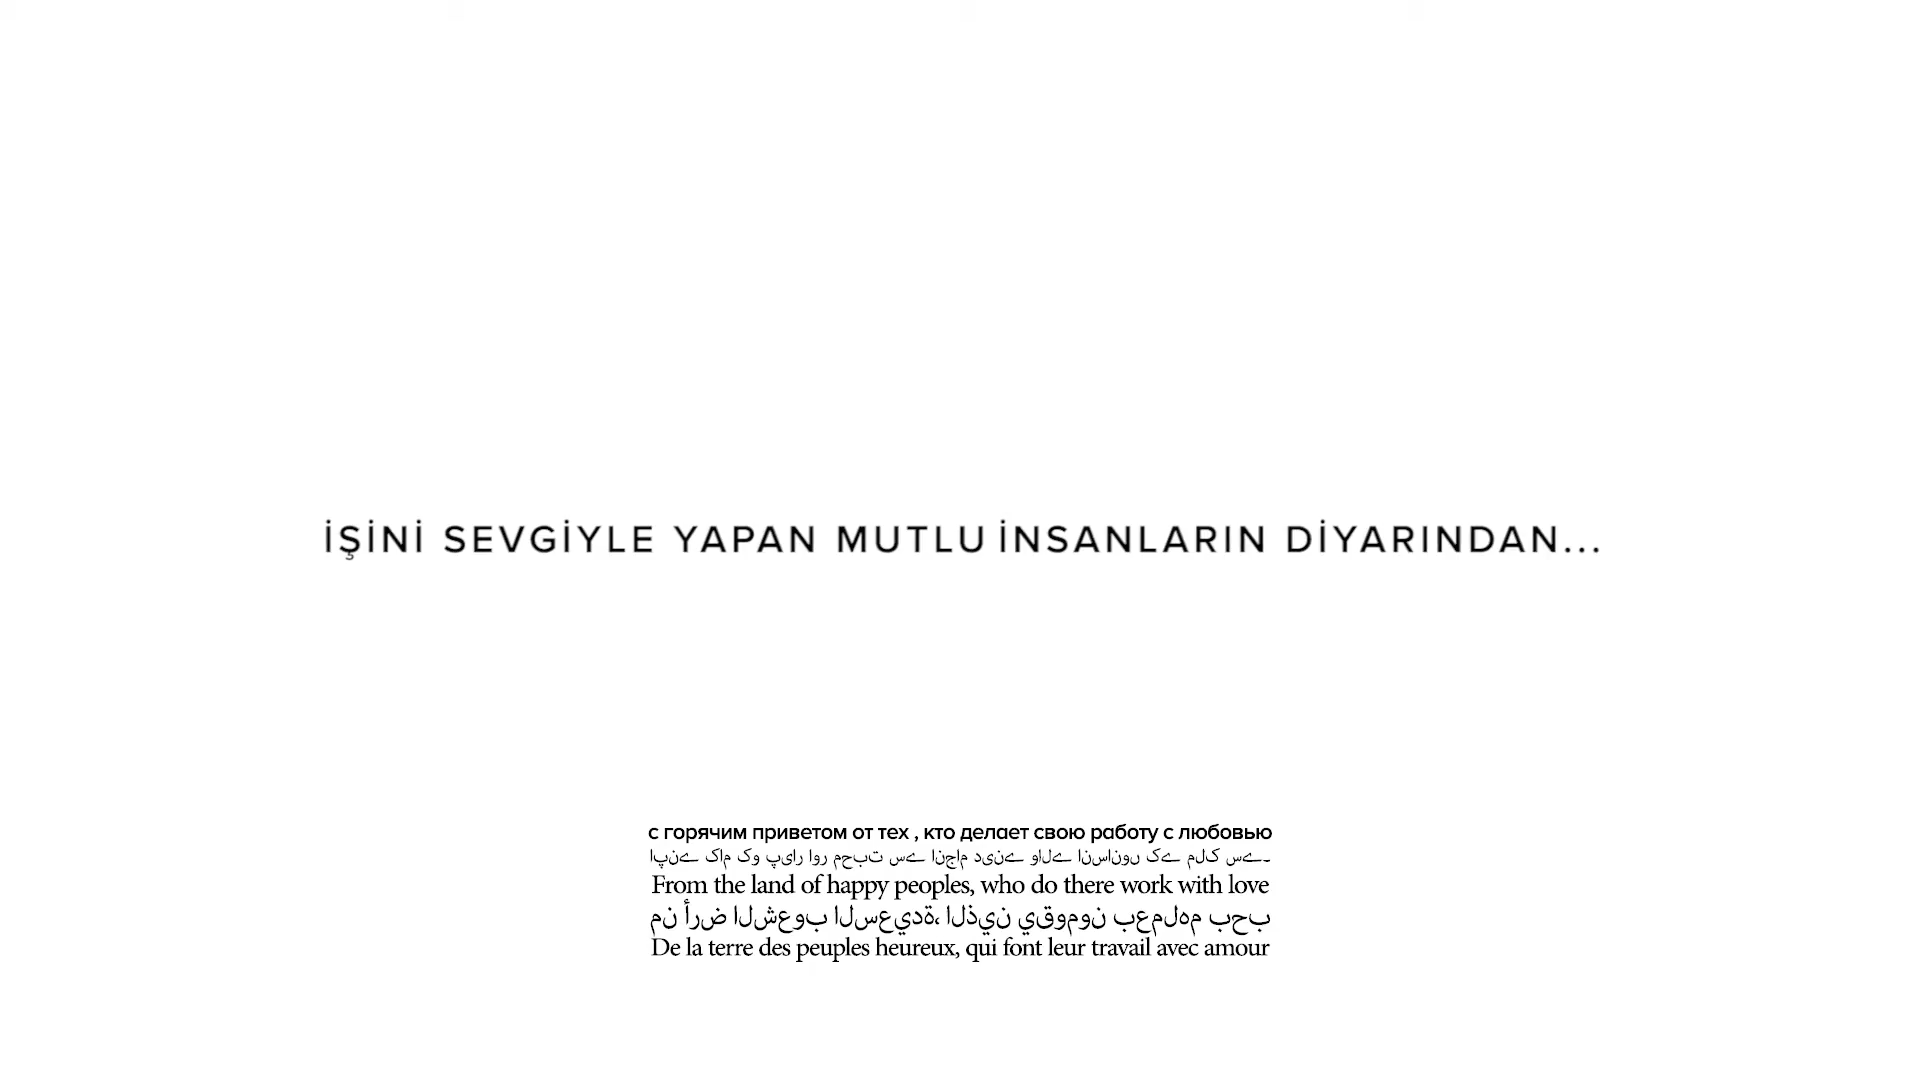 İŞİNİ SEVGİYLE YAPAN MUTLU İNSANLARIN DİYARINDAN...
с горячим приветом от тех , кто делает свою работу с любовью
اپنے کام کو پیار اور محبت سے انجام دینے والے انسانوں کے ملک سے۔
From the land of happy peoples, who do there work with love
من أرض الشعوب السعيدة، الذين يقومون بعملهم بحب
De la terre des peuples heureux, qui font leur travail avec amour